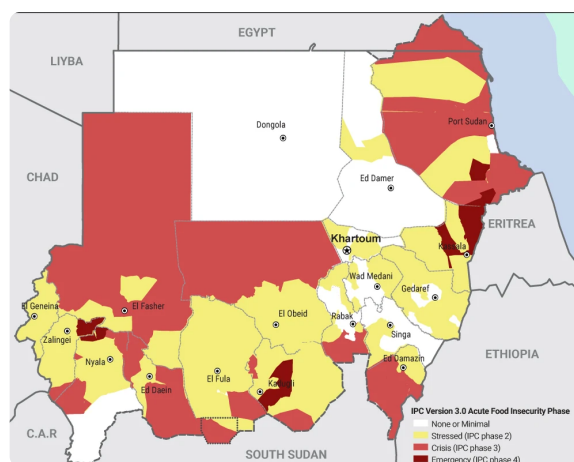 EGYPT
LIYBA
Port Sudan
Dongola
CHAD
Ed Damer
ERITREA
Khartoum
Kassala
Wad Medani
Gedaref
El Geneina
El Fasher
El Obeid
Rabak
Singa
Zalingei
Nyala
Ed Damazin
ETHIOPIA
El Fula
Ed Daein
Kadugli
C.A.R
SOUTH SUDAN
IPC Version 3.0 Acute Food Insecurity Phase
None or Minimal
Stressed (IPC phase 2)
Crisis (IPC phase 3)
Emergency (IPC phase 4)